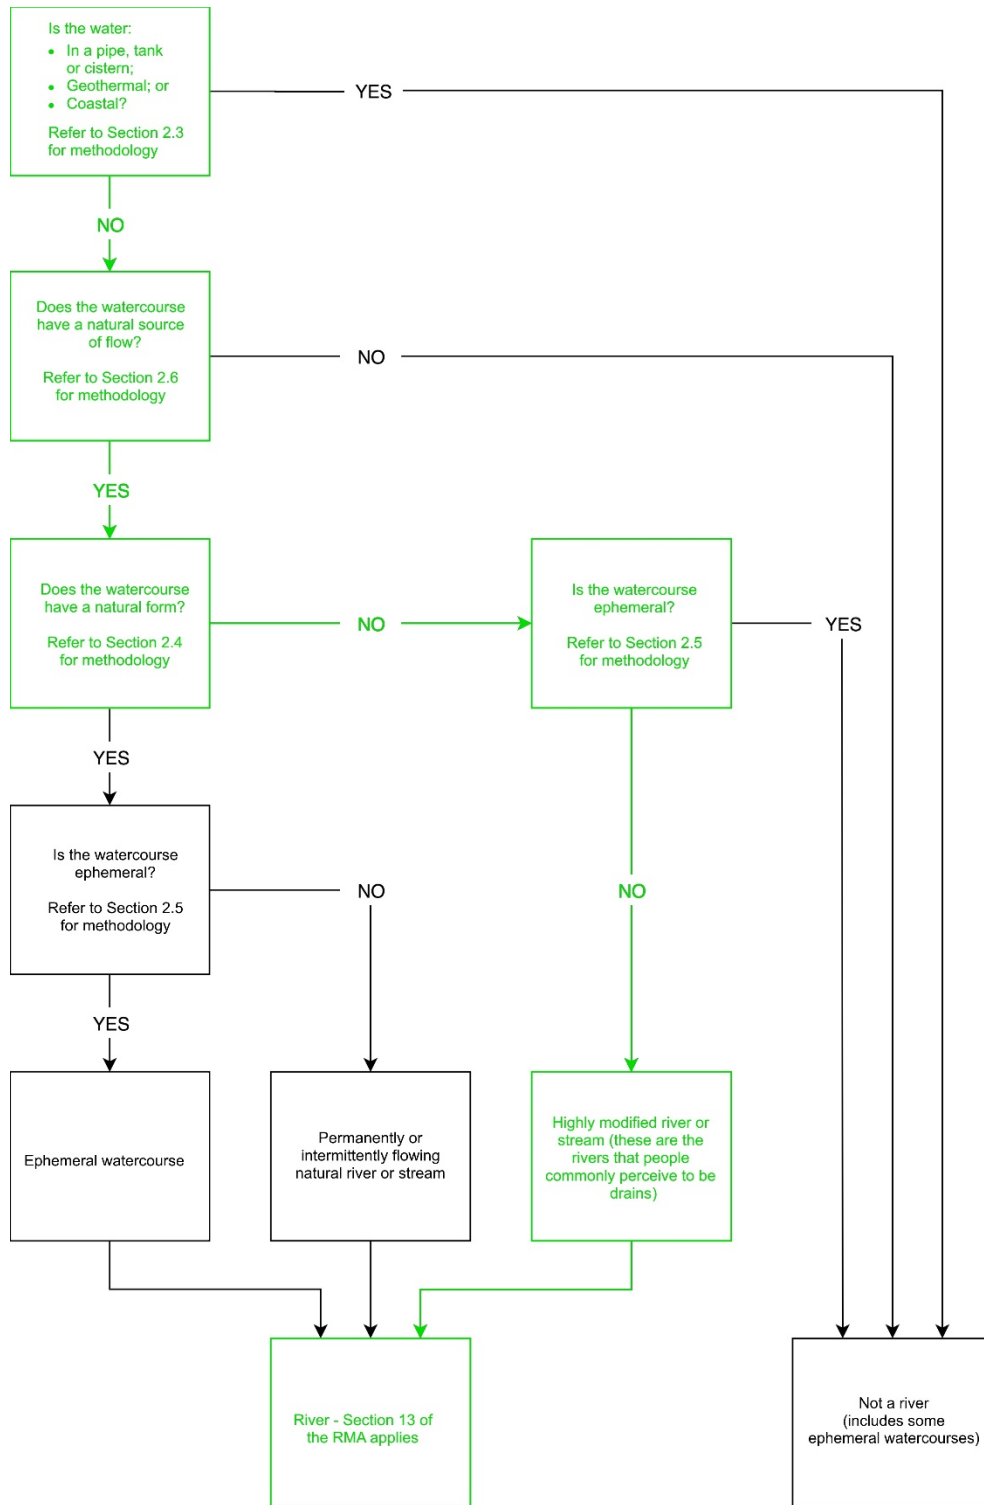 Is the water:
• In a pipe, tank
or cistern;
• Geothermal; or
• Coastal?
Refer to Section 2.3
for methodology
YES
NO
Does the watercourse
have a natural source
of flow?
Refer to Section 2.6
for methodology
NO
YES
Does the watercourse
have a natural form?
Refer to Section 2.4
for methodology
NO
Is the watercourse
ephemeral?
Refer to Section 2.5
for methodology
YES
YES
Is the watercourse
ephemeral?
Refer to Section 2.5
for methodology
NO
NO
YES
Ephemeral watercourse
Permanently or
intermittently flowing
natural river or stream
Highly modified river or
stream (these are the
rivers that people
commonly perceive to be
drains)
River - Section 13 of
the RMA applies
Not a river
(includes some
ephemeral watercourses)